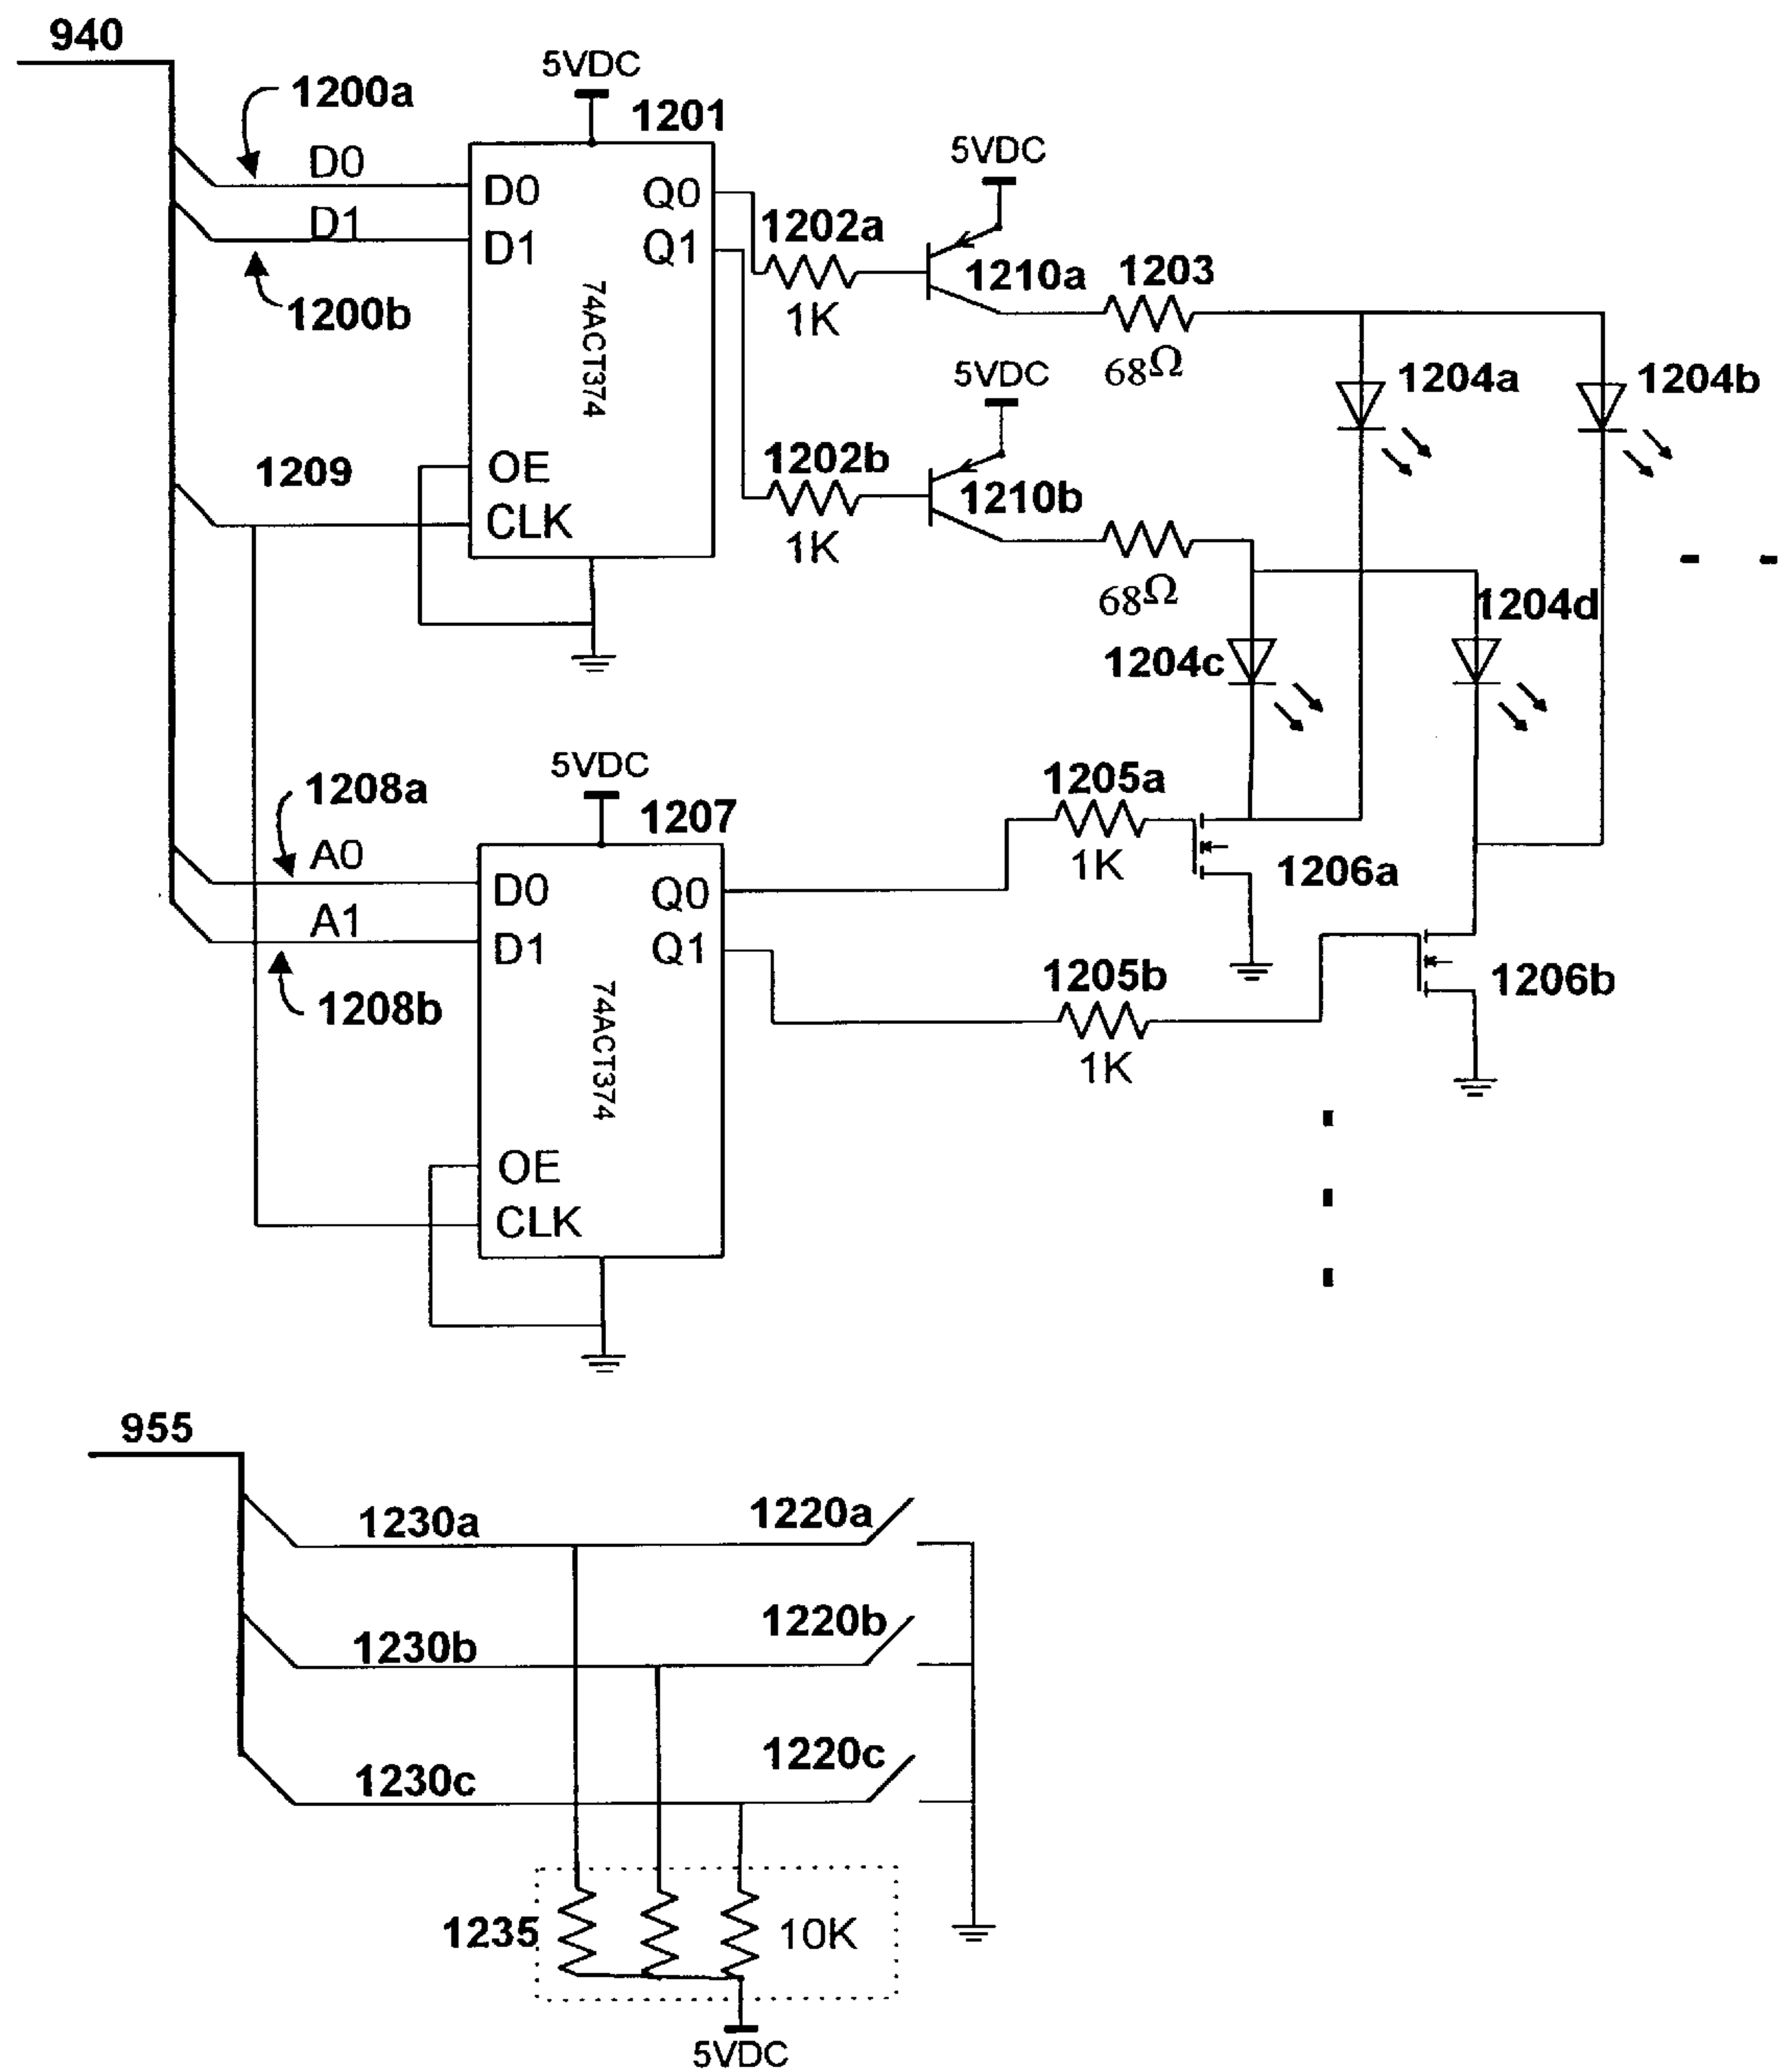 940
5VDC
1200a
1201
D0
D0
Q0
5VDC
D1
D1
Q1
1202a
1200b
1K
1210a
1203
74ACT374
68Ω
5VDC
1204a
1204b
1209
OE
1202b
CLK
1K
1210b
68Ω
1204d
1204c
5VDC
1208a
1207
1205a
A0
D0
Q0
1K
1206a
A1
D1
Q1
1208b
1205b
1206b
74ACT374
1K
OE
CLK
955
1230a
1220a
1230b
1220b
1230c
1220c
1235
10K
5VDC